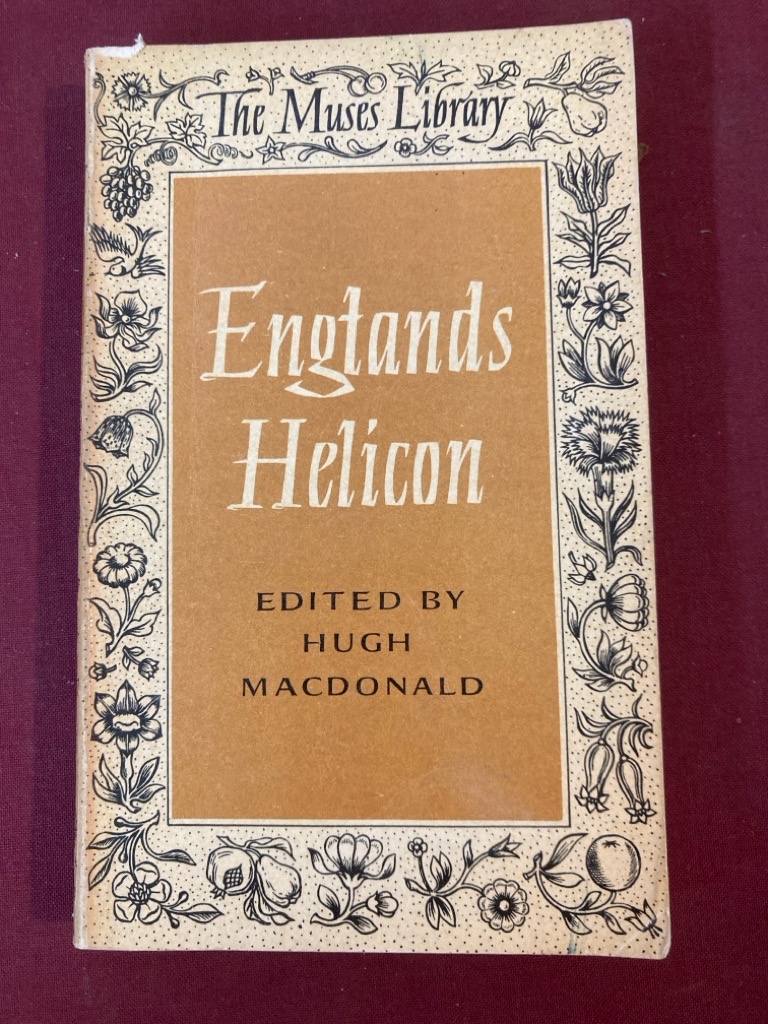 The Muses Library
Englands
Helicon
EDITED BY
HUGH
MACDONALD